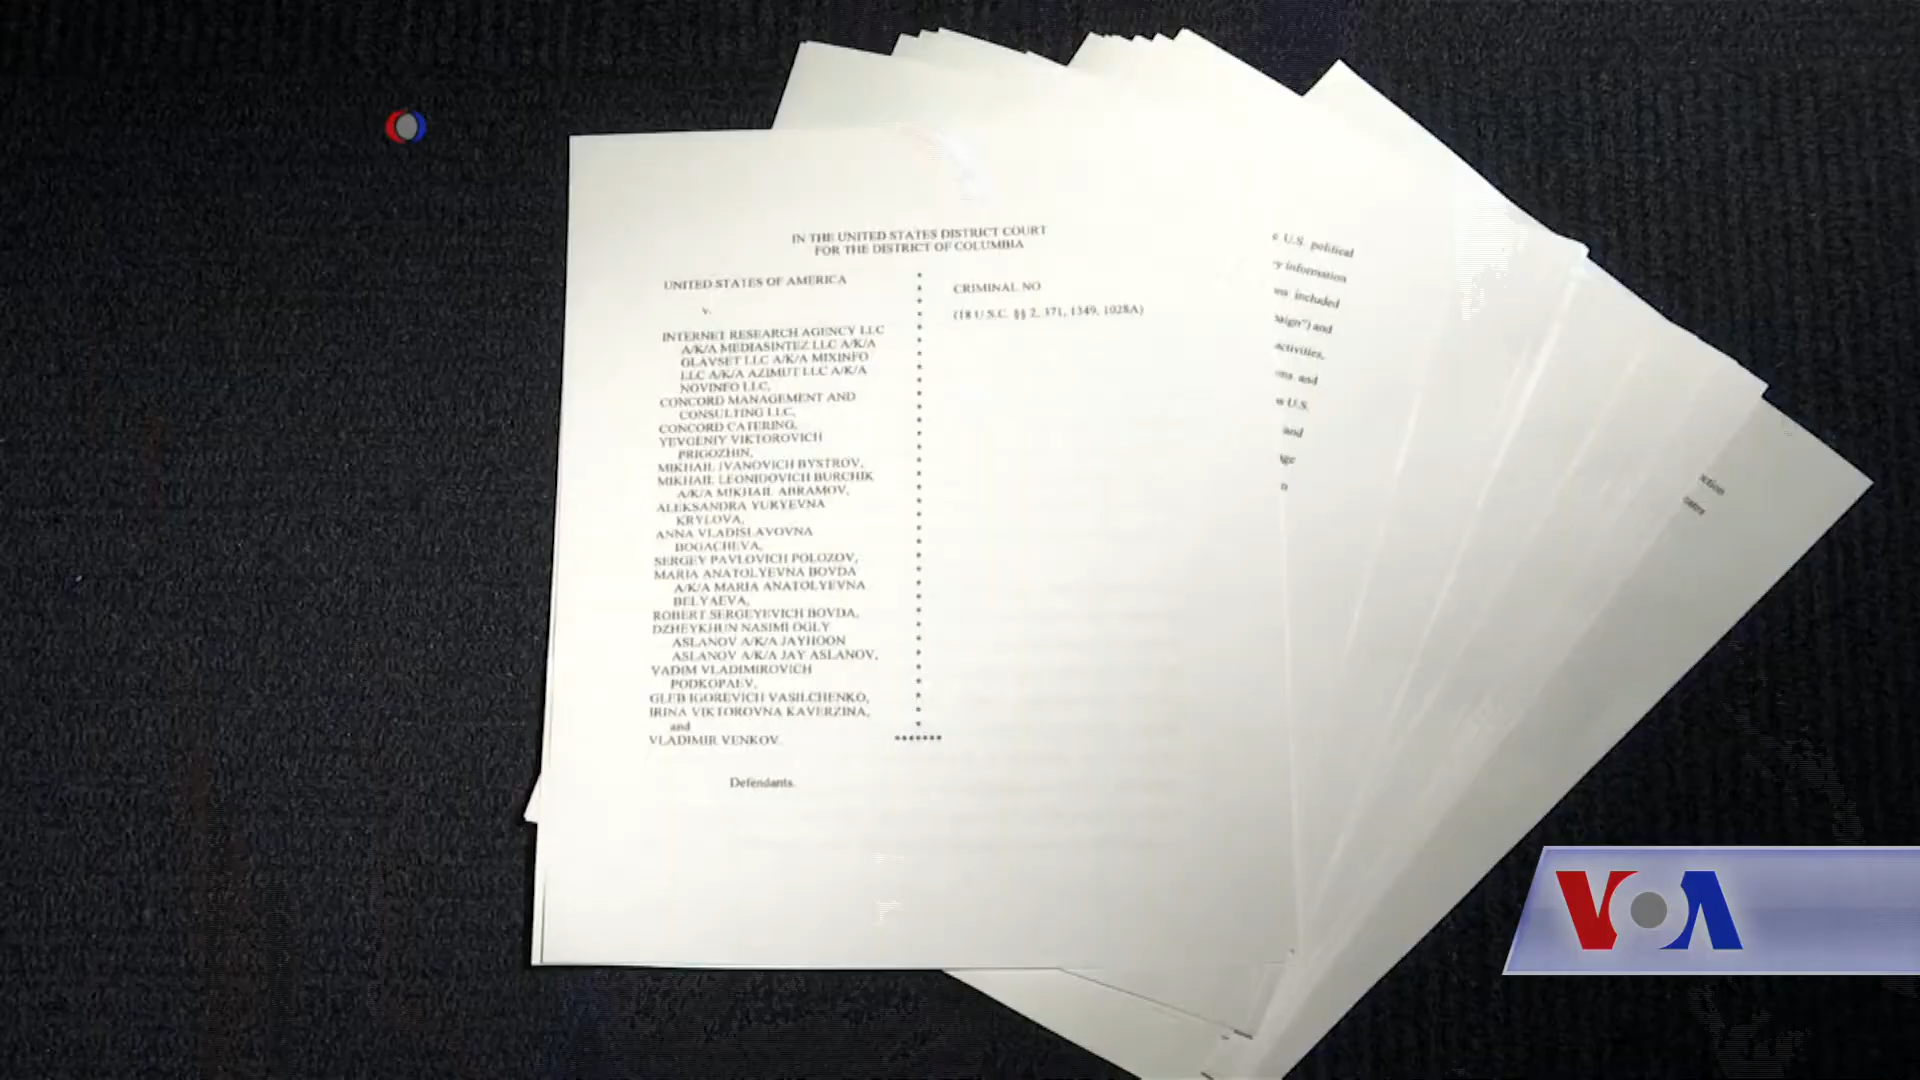 IN THE UNITED STATES DISTRICT COURT
FOR THE DISTRICT OF COLUMBIA
UNITED STATES OF AMERICA
v.
INTERNET RESEARCH AGENCY LLC
A/K/A MEDIASINTEZ LLC A/K/A
GLAVSET LLC A/K/A MIXINFO
LLC A/K/A AZIMUT LLC A/K/A
NOVINFO LLC,
CONCORD MANAGEMENT AND
CONSULTING LLC,
CONCORD CATERING,
YEVGENIY VIKTOROVICH
PRIGOZHIN,
MIKHAIL IVANOVICH BYSTROV,
MIKHAIL LEONIDOVICH BURCHIK
A/K/A MIKHAIL ABRAMOV,
ALEKSANDRA YURYEVNA
KRYLOVA,
ANNA VLADISLAVOVNA
BOGACHEVA,
SERGEY PAVLOVICH POLOZOV,
MARIA ANATOLYEVNA BOVDA
A/K/A MARIA ANATOLYEVNA
BELYAEVA,
ROBERT SERGEYEVICH BOVDA,
DZHEYKHUN NASIMI OGLY
ASLANOV A/K/A JAYHOON
ASLANOV A/K/A JAY ASLANOV,
VADIM VLADIMIROVICH
PODKOPAEV,
GLEB IGOREVICH VASILCHENKO,
IRINA VIKTOROVNA KAVERZINA,
and
VLADIMIR VENKOV.
Defendants.
*******
CRIMINAL NO
(18 U.S.C. §§ 2, 371, 1349, 1028A)
U.S. political
information
included
aign") and
activities,
and
U.S.
and
VOA